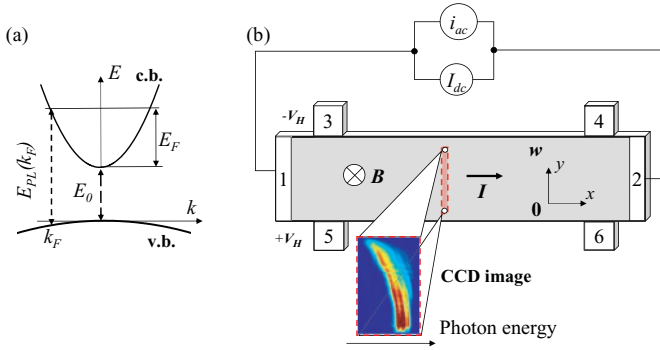 (a)
E
c.b.
E_F
E_PL(k_F)
E_0
k
k_F
v.b.
(b)
i_ac
I_dc
-V_H
3
4
1
B
w
I
y
x
0
2
+V_H
5
6
CCD image
Photon energy